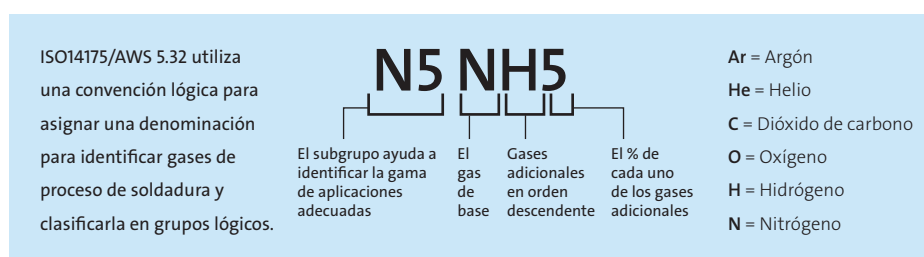 ISO14175/AWS 5.32 utiliza
una convención lógica para
asignar una denominación
para identificar gases de
proceso de soldadura y
clasificarla en grupos lógicos.
N5 NH5
El subgrupo ayuda a
identificar la gama
de aplicaciones
adecuadas
El
gas
de
base
Gases
adicionales
en orden
descendente
El % de
cada uno
de los gases
adicionales
Ar = Argón
He = Helio
C = Dióxido de carbono
O = Oxígeno
H = Hidrógeno
N = Nitrógeno